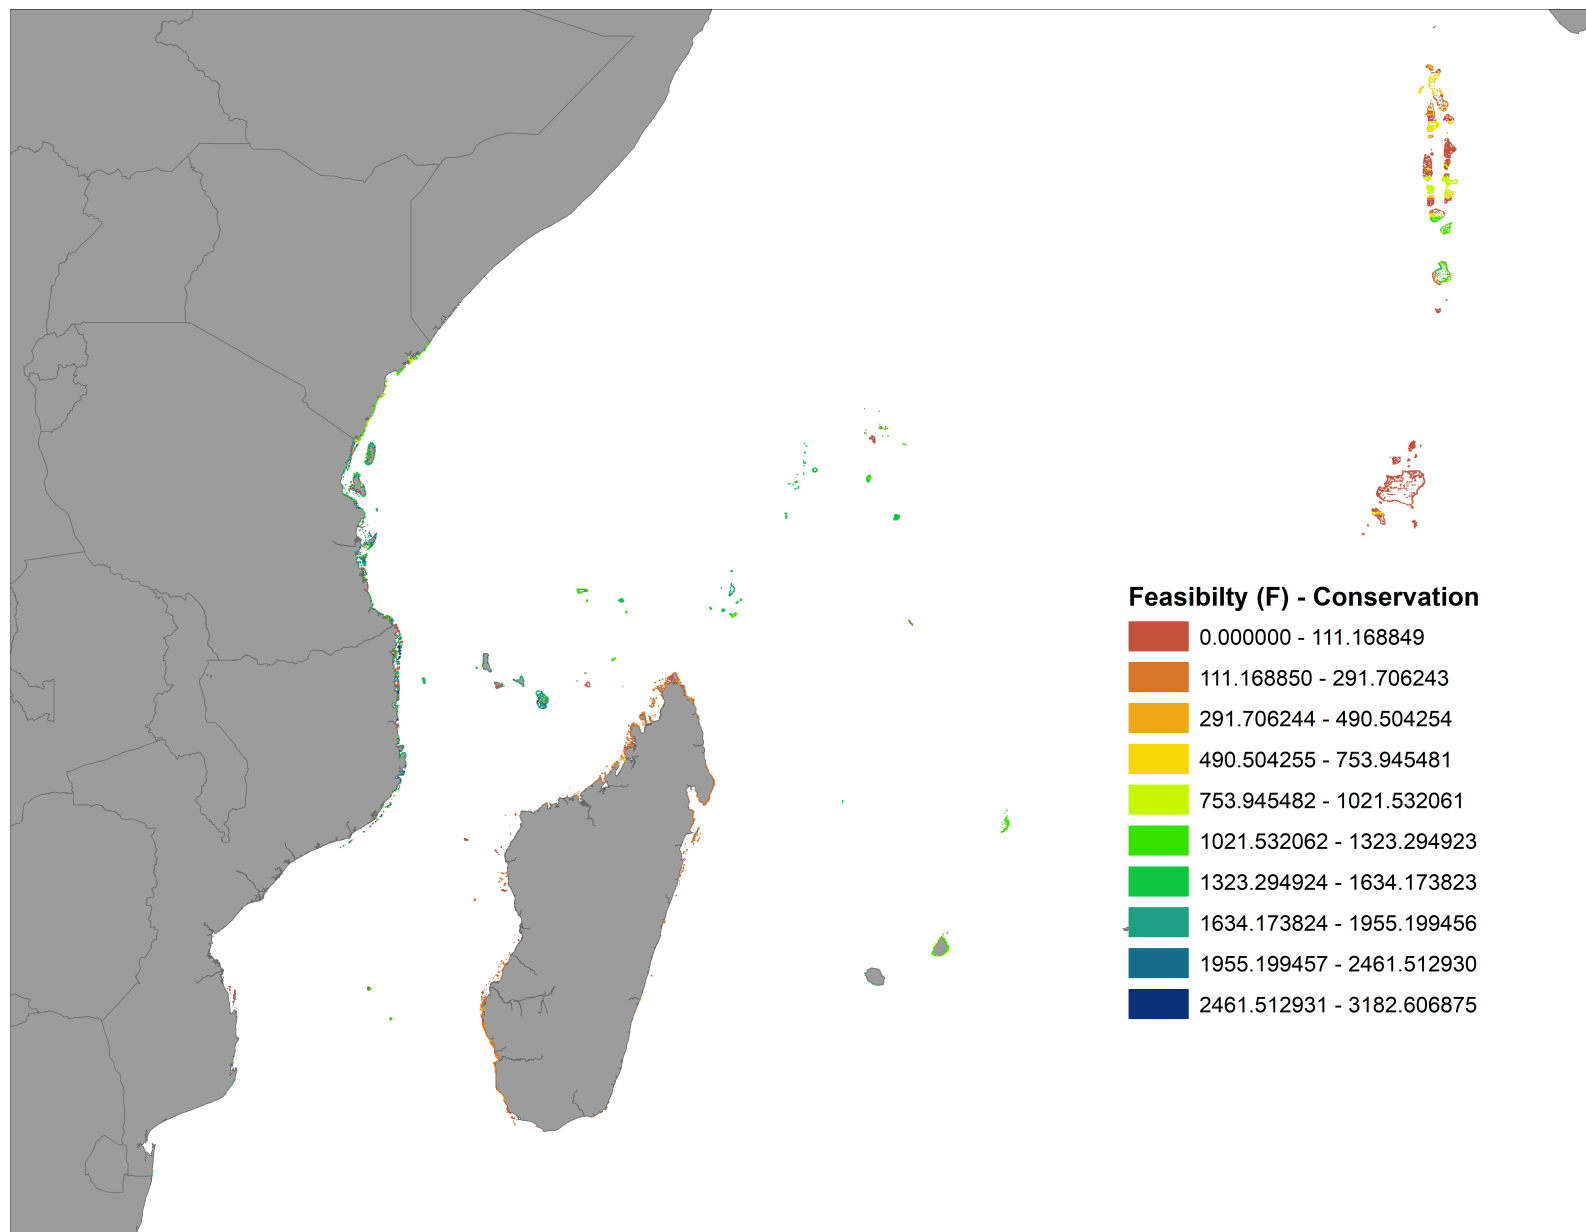 Feasibilty (F) - Conservation
0.000000 - 111.168849
111.168850 - 291.706243
291.706244 - 490.504254
490.504255 - 753.945481
753.945482 - 1021.532061
1021.532062 - 1323.294923
1323.294924 - 1634.173823
1634.173824 - 1955.199456
1955.199457 - 2461.512930
2461.512931 - 3182.606875